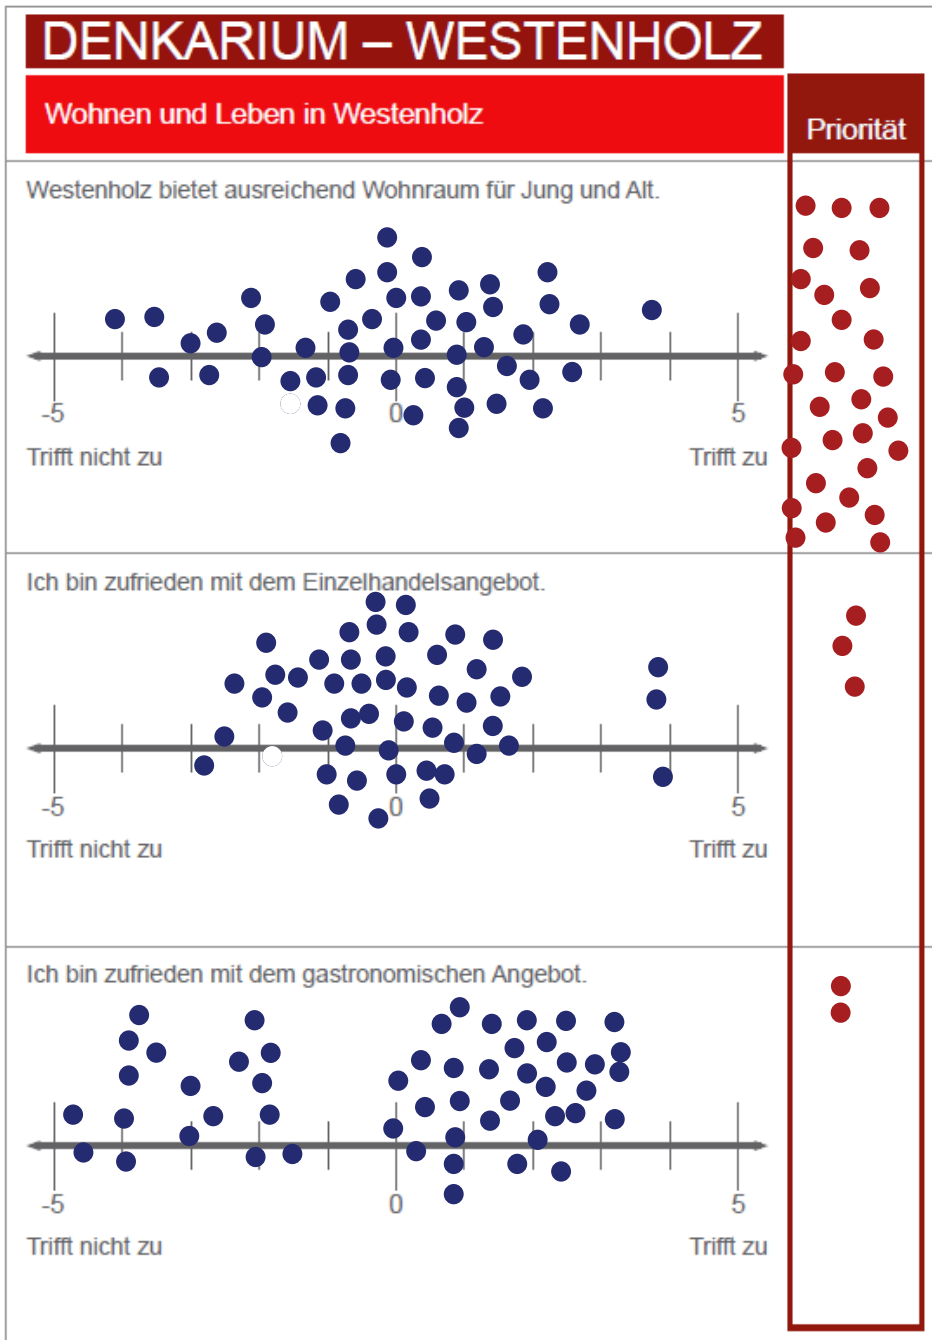 DENKARIUM – WESTENHOLZ
Wohnen und Leben in Westenholz
Priorität
Westenholz bietet ausreichend Wohnraum für Jung und Alt.
-5 0 5
Trifft nicht zu Trifft zu
Ich bin zufrieden mit dem Einzelhandelsangebot.
-5 0 5
Trifft nicht zu Trifft zu
Ich bin zufrieden mit dem gastronomischen Angebot.
-5 0 5
Trifft nicht zu Trifft zu